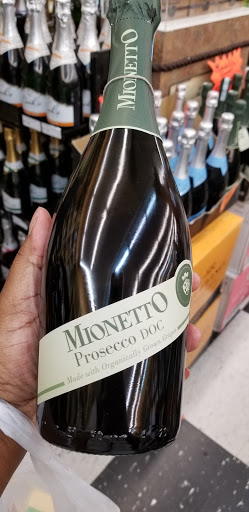 MIONETTO
MIONETTO
Prosecco DOC
Made with Organically Grown Grapes